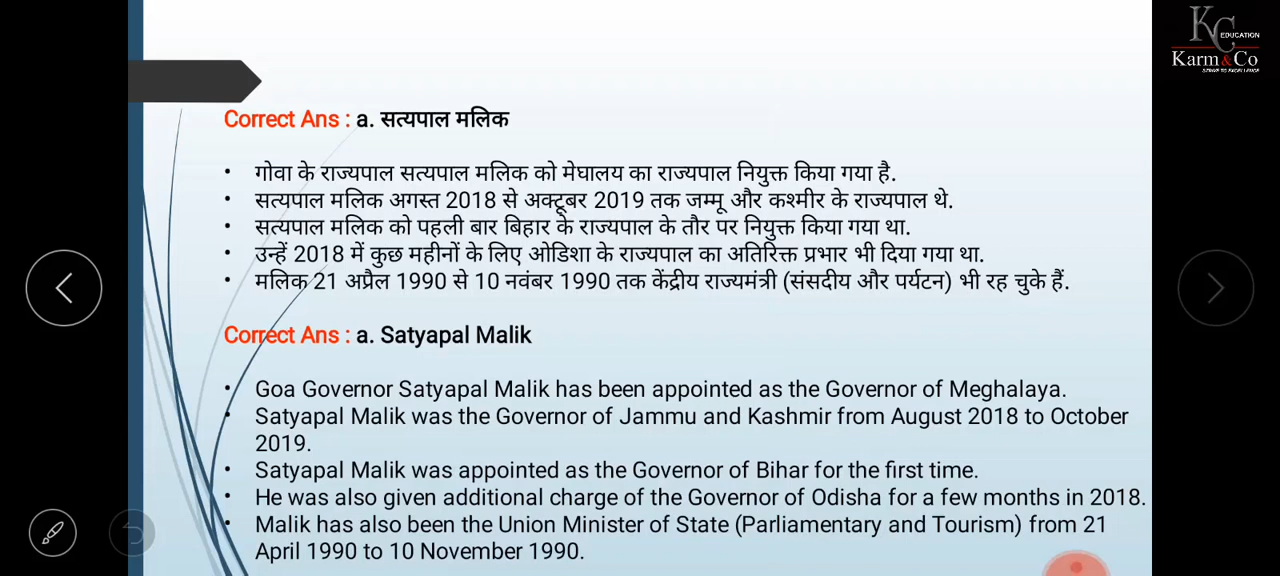 KC EDUCATION
Karm&Co
STRIVE TO EXCELLENCE
Correct Ans : a. सत्यपाल मलिक
• गोवा के राज्यपाल सत्यपाल मलिक को मेघालय का राज्यपाल नियुक्त किया गया है.
• सत्यपाल मलिक अगस्त 2018 से अक्टूबर 2019 तक जम्मू और कश्मीर के राज्यपाल थे.
• सत्यपाल मलिक को पहली बार बिहार के राज्यपाल के तौर पर नियुक्त किया गया था.
• उन्हें 2018 में कुछ महीनों के लिए ओडिशा के राज्यपाल का अतिरिक्त प्रभार भी दिया गया था.
• मलिक 21 अप्रैल 1990 से 10 नवंबर 1990 तक केंद्रीय राज्यमंत्री (संसदीय और पर्यटन) भी रह चुके हैं.
Correct Ans : a. Satyapal Malik
• Goa Governor Satyapal Malik has been appointed as the Governor of Meghalaya.
• Satyapal Malik was the Governor of Jammu and Kashmir from August 2018 to October
2019.
• Satyapal Malik was appointed as the Governor of Bihar for the first time.
• He was also given additional charge of the Governor of Odisha for a few months in 2018.
• Malik has also been the Union Minister of State (Parliamentary and Tourism) from 21
April 1990 to 10 November 1990.